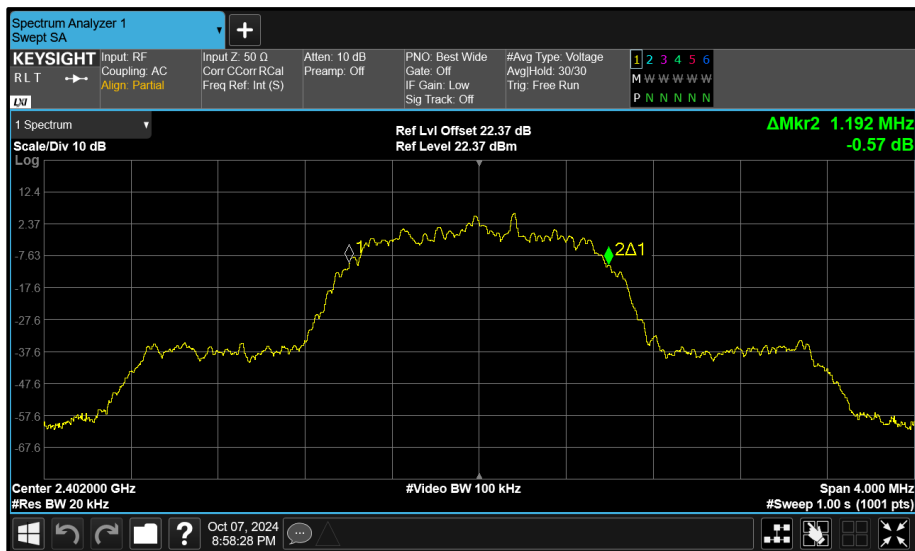 Spectrum Analyzer 1
Swept SA
KEYSIGHT
R L T
LXI
Input: RF
Coupling: AC
Align: Partial
Input Z: 50 Ω
Corr CCorr RCal
Freq Ref: Int (S)
Atten: 10 dB
Preamp: Off
PNO: Best Wide
Gate: Off
IF Gain: Low
Sig Track: Off
#Avg Type: Voltage
Avg|Hold: 30/30
Trig: Free Run
1 2 3 4 5 6
M W W W W W
P N N N N N
1 Spectrum
Scale/Div 10 dB
Log
Ref Lvl Offset 22.37 dB
Ref Level 22.37 dBm
ΔMkr2 1.192 MHz
-0.57 dB
12.4
2.37
-7.63
-17.6
-27.6
-37.6
-47.6
-57.6
-67.6
1
2Δ1
Center 2.402000 GHz
#Res BW 20 kHz
#Video BW 100 kHz
Span 4.000 MHz
#Sweep 1.00 s (1001 pts)
?
Oct 07, 2024
8:58:28 PM